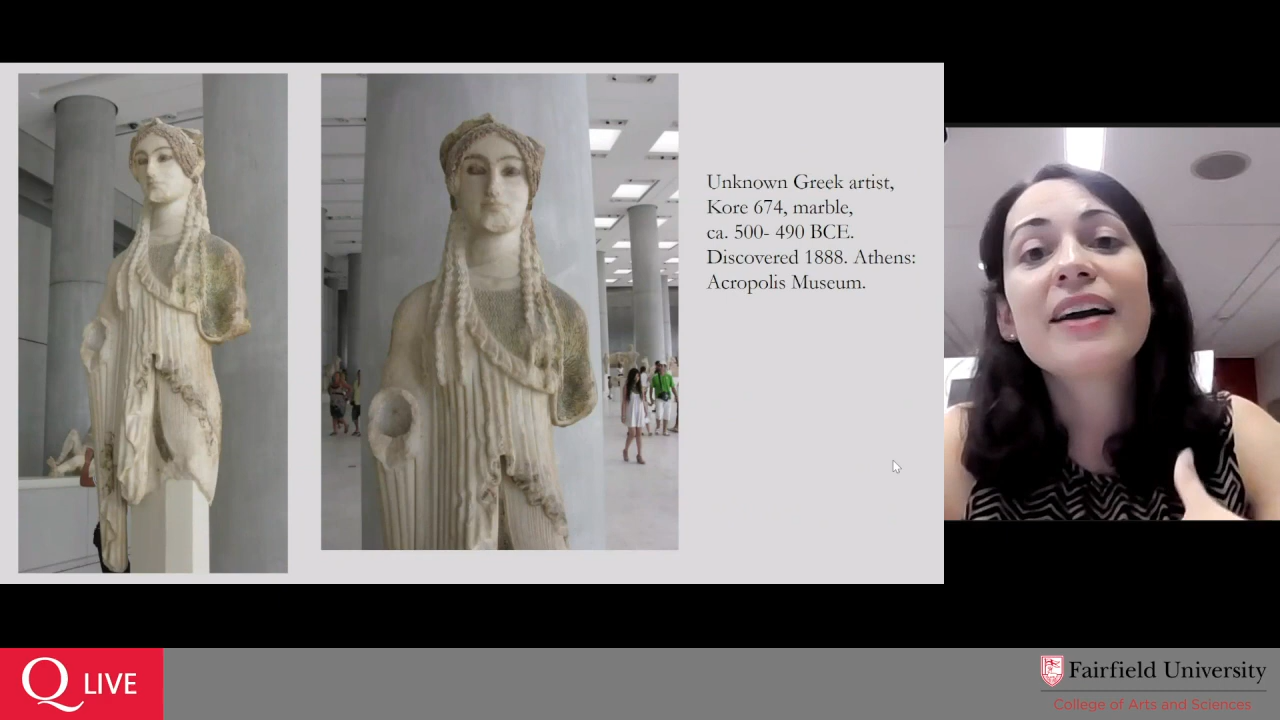 Unknown Greek artist,
Kore 674, marble,
ca. 500- 490 BCE.
Discovered 1888. Athens:
Acropolis Museum.
Q LIVE
Fairfield University
College of Arts and Sciences